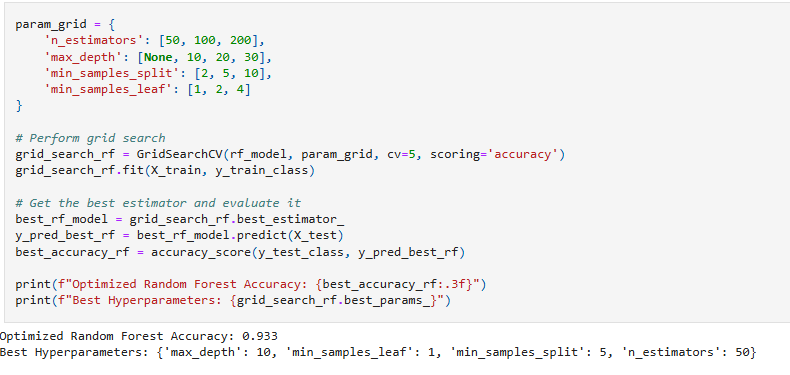 param_grid = {
    'n_estimators': [50, 100, 200],
    'max_depth': [None, 10, 20, 30],
    'min_samples_split': [2, 5, 10],
    'min_samples_leaf': [1, 2, 4]
}
# Perform grid search
grid_search_rf = GridSearchCV(rf_model, param_grid, cv=5, scoring='accuracy')
grid_search_rf.fit(X_train, y_train_class)
# Get the best estimator and evaluate it
best_rf_model = grid_search_rf.best_estimator_
y_pred_best_rf = best_rf_model.predict(X_test)
best_accuracy_rf = accuracy_score(y_test_class, y_pred_best_rf)
print(f"Optimized Random Forest Accuracy: {best_accuracy_rf:.3f}")
print(f"Best Hyperparameters: {grid_search_rf.best_params_}")
Optimized Random Forest Accuracy: 0.933
Best Hyperparameters: {'max_depth': 10, 'min_samples_leaf': 1, 'min_samples_split': 5, 'n_estimators': 50}